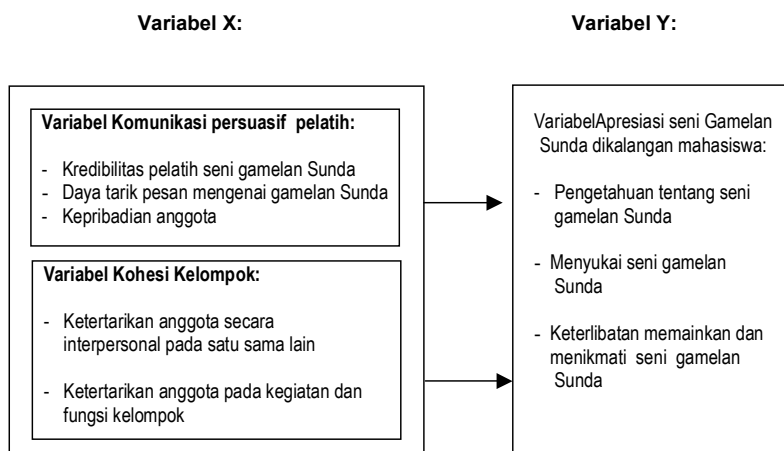 Variabel X:
Variabel Y:
Variabel Komunikasi persuasif pelatih:
- Kredibilitas pelatih seni gamelan Sunda
- Daya tarik pesan mengenai gamelan Sunda
- Kepribadian anggota
Variabel Kohesi Kelompok:
- Ketertarikan anggota secara
interpersonal pada satu sama lain
- Ketertarikan anggota pada kegiatan dan
fungsi kelompok
VariabelApresiasi seni Gamelan
Sunda dikalangan mahasiswa:
- Pengetahuan tentang seni
gamelan Sunda
- Menyukai seni gamelan
Sunda
- Keterlibatan memainkan dan
menikmati seni gamelan
Sunda